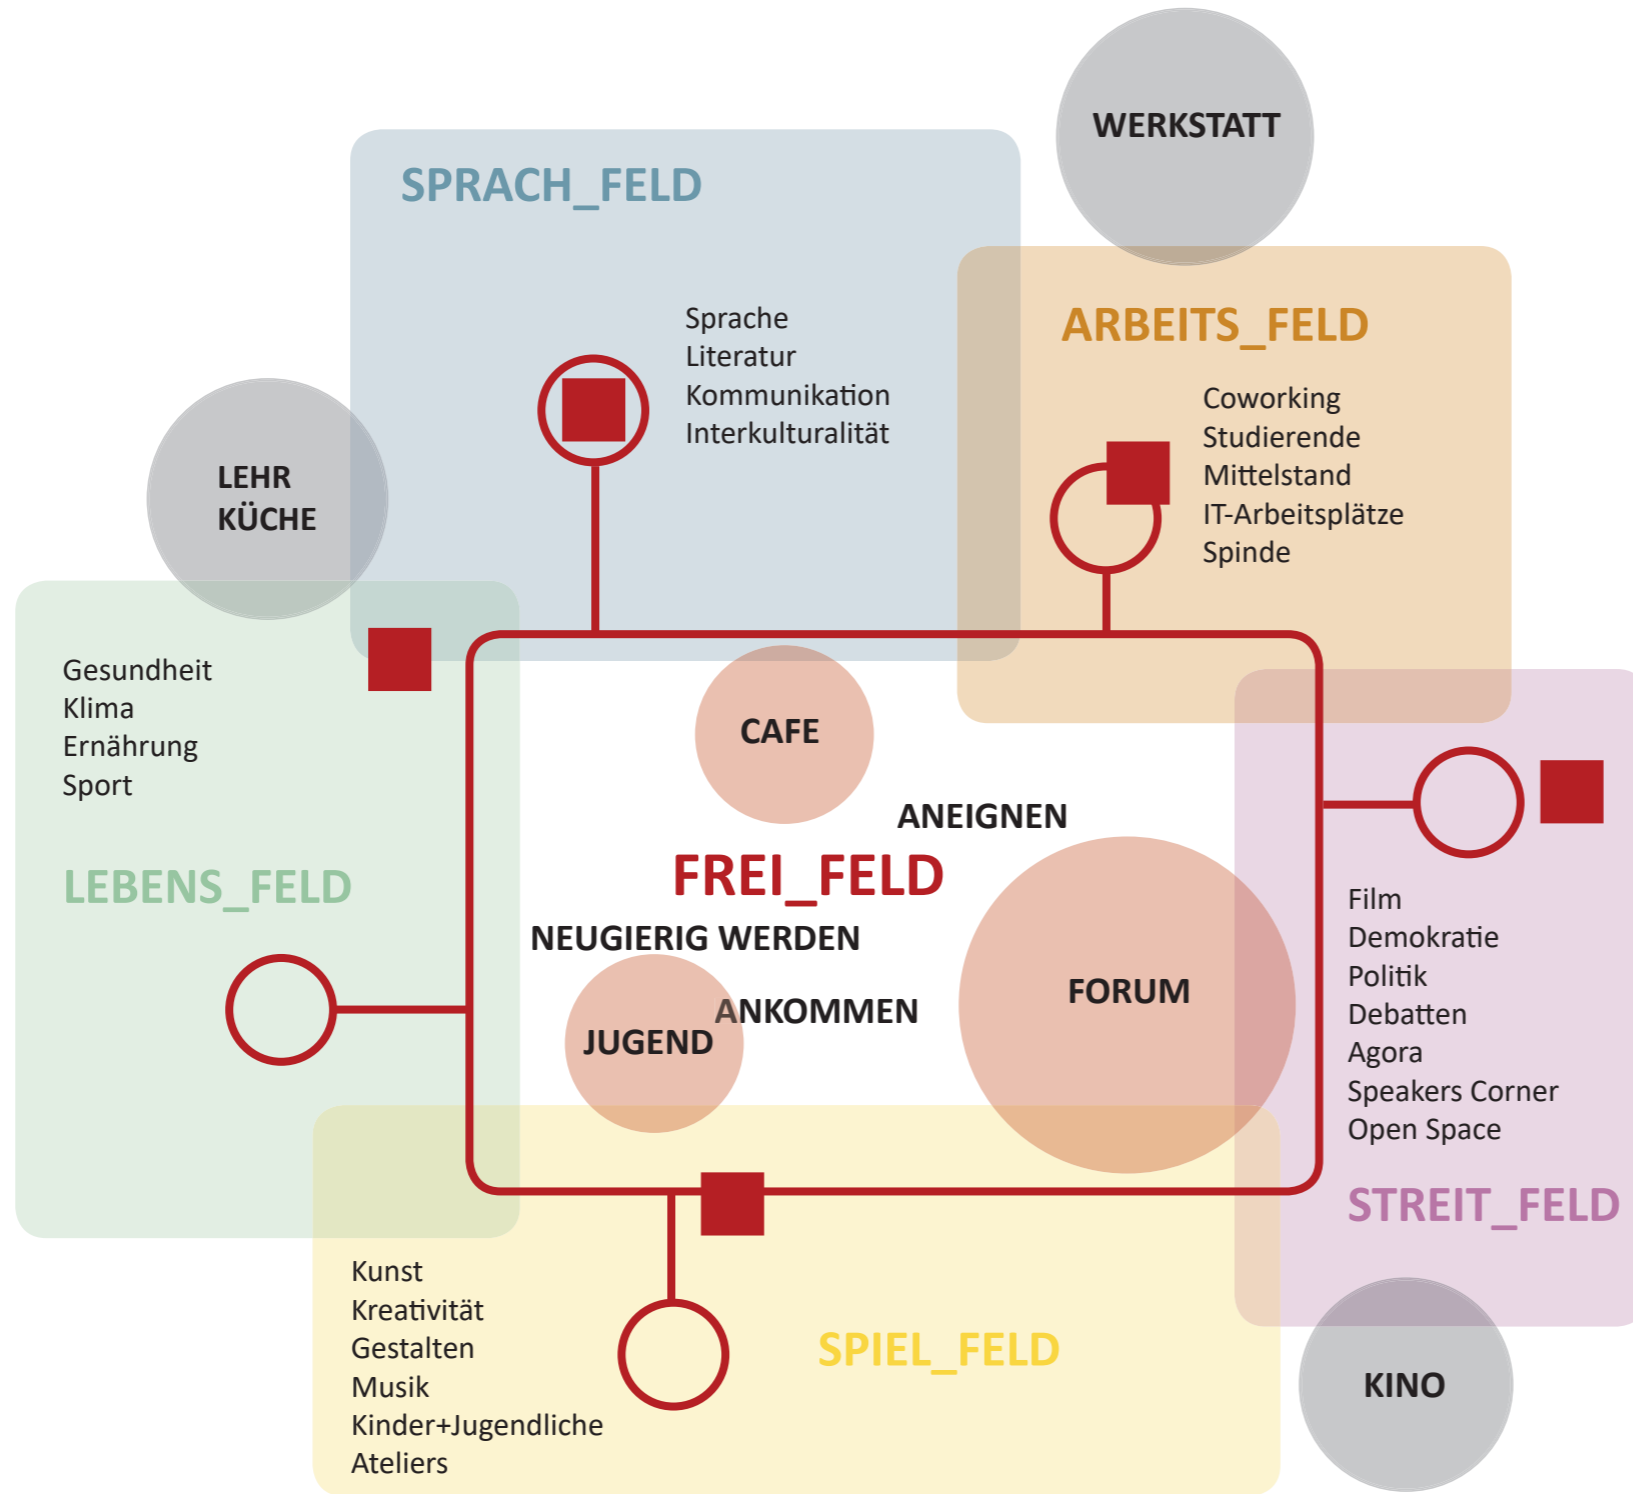 WERKSTATT
SPRACH_FELD
Sprache
Literatur
Kommunikation
Interkulturalität
ARBEITS_FELD
Coworking
Studierende
Mittelstand
IT-Arbeitsplätze
Spinde
LEHR
KÜCHE
Gesundheit
Klima
Ernährung
Sport
LEBENS_FELD
CAFE
ANEIGNEN
FREI_FELD
NEUGIERIG WERDEN
ANKOMMEN
JUGEND
FORUM
Film
Demokratie
Politik
Debatten
Agora
Speakers Corner
Open Space
STREIT_FELD
Kunst
Kreativität
Gestalten
Musik
Kinder+Jugendliche
Ateliers
SPIEL_FELD
KINO